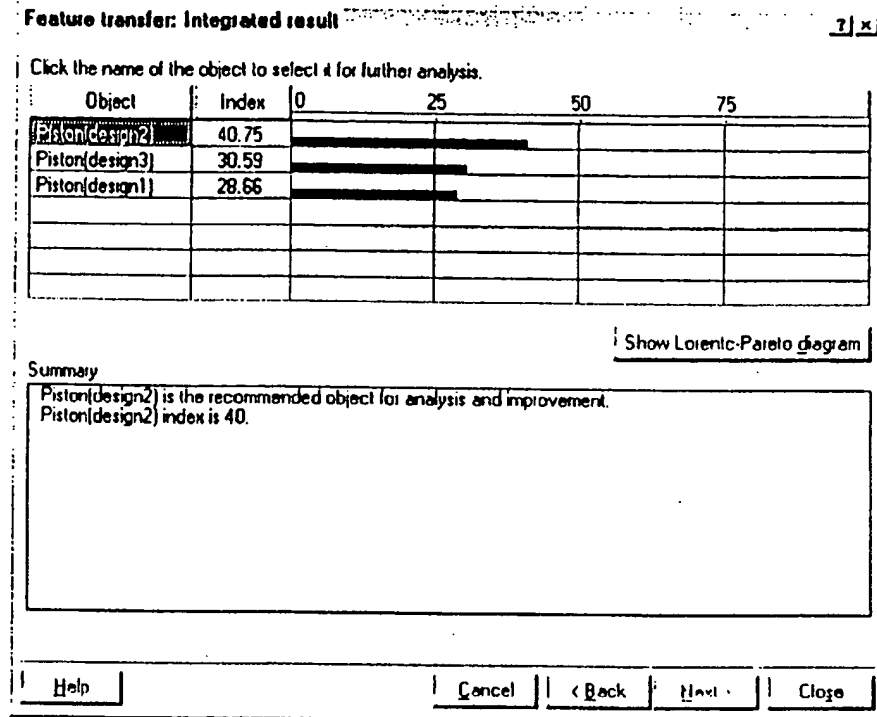 Feature transfer: Integrated result ? ×
Click the name of the object to select it for further analysis.
Object Index 0 25 50 75
Piston(design2) 40.75
Piston(design3) 30.59
Piston(design1) 28.66
Show Lorentc-Pareto diagram
Summary
Piston(design2) is the recommended object for analysis and improvement.
Piston(design2) index is 40.
Help Cancel < Back Next > Close